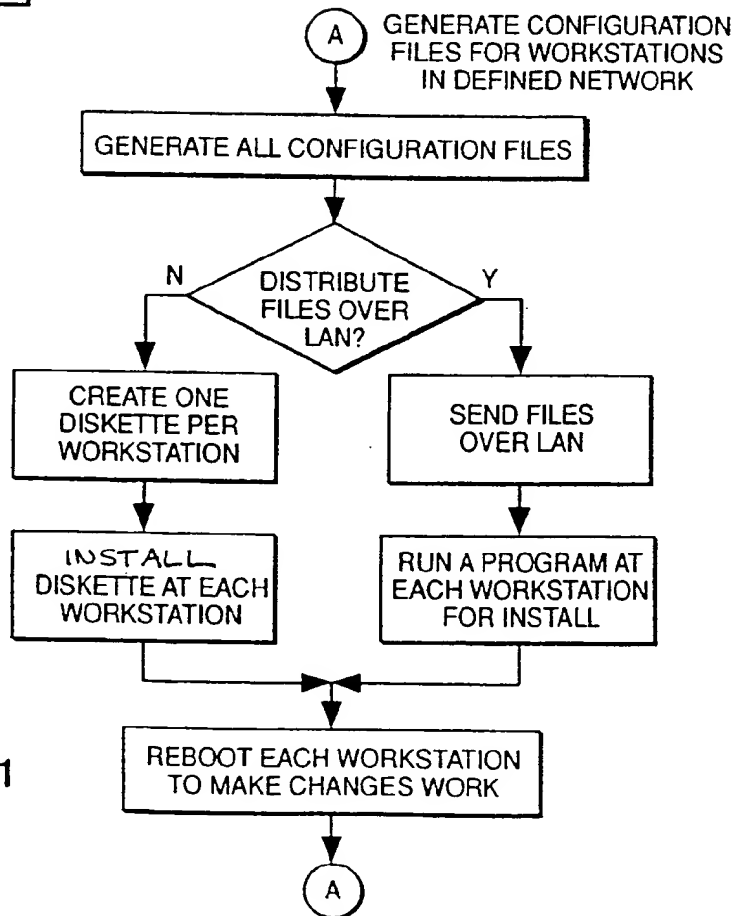 A
GENERATE CONFIGURATION
FILES FOR WORKSTATIONS
IN DEFINED NETWORK
GENERATE ALL CONFIGURATION FILES
DISTRIBUTE
FILES OVER
LAN?
N
Y
CREATE ONE
DISKETTE PER
WORKSTATION
SEND FILES
OVER LAN
INSTALL
DISKETTE AT EACH
WORKSTATION
RUN A PROGRAM AT
EACH WORKSTATION
FOR INSTALL
REBOOT EACH WORKSTATION
TO MAKE CHANGES WORK
1
A